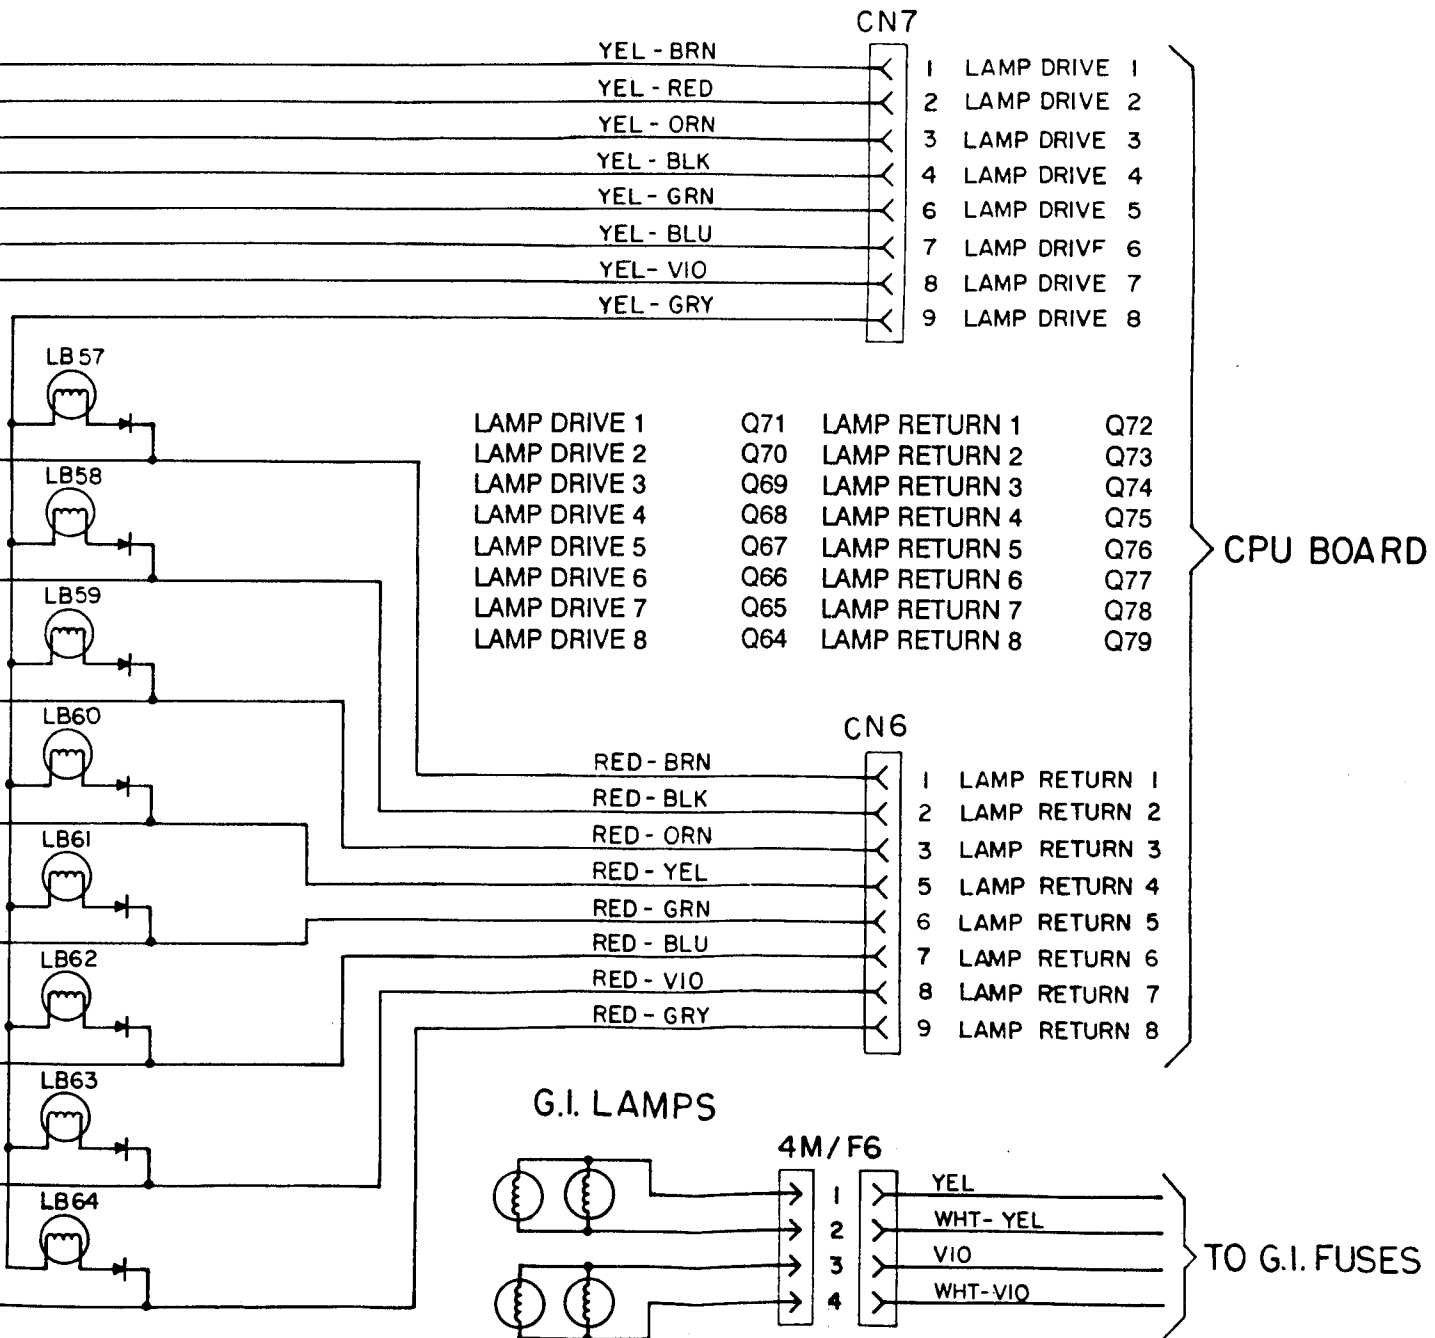 CN7
YEL - BRN 1 LAMP DRIVE 1
YEL - RED 2 LAMP DRIVE 2
YEL - ORN 3 LAMP DRIVE 3
YEL - BLK 4 LAMP DRIVE 4
YEL - GRN 6 LAMP DRIVE 5
YEL - BLU 7 LAMP DRIVE 6
YEL - VIO 8 LAMP DRIVE 7
YEL - GRY 9 LAMP DRIVE 8
LB57
LB58
LB59
LB60
LB61
LB62
LB63
LB64
LAMP DRIVE 1 Q71 LAMP RETURN 1 Q72
LAMP DRIVE 2 Q70 LAMP RETURN 2 Q73
LAMP DRIVE 3 Q69 LAMP RETURN 3 Q74
LAMP DRIVE 4 Q68 LAMP RETURN 4 Q75
LAMP DRIVE 5 Q67 LAMP RETURN 5 Q76
LAMP DRIVE 6 Q66 LAMP RETURN 6 Q77
LAMP DRIVE 7 Q65 LAMP RETURN 7 Q78
LAMP DRIVE 8 Q64 LAMP RETURN 8 Q79
CPU BOARD
CN6
RED - BRN 1 LAMP RETURN 1
RED - BLK 2 LAMP RETURN 2
RED - ORN 3 LAMP RETURN 3
RED - YEL 5 LAMP RETURN 4
RED - GRN 6 LAMP RETURN 5
RED - BLU 7 LAMP RETURN 6
RED - VIO 8 LAMP RETURN 7
RED - GRY 9 LAMP RETURN 8
G.I. LAMPS
4M/F6
1 YEL
2 WHT-YEL
3 VIO
4 WHT-VIO
TO G.I. FUSES